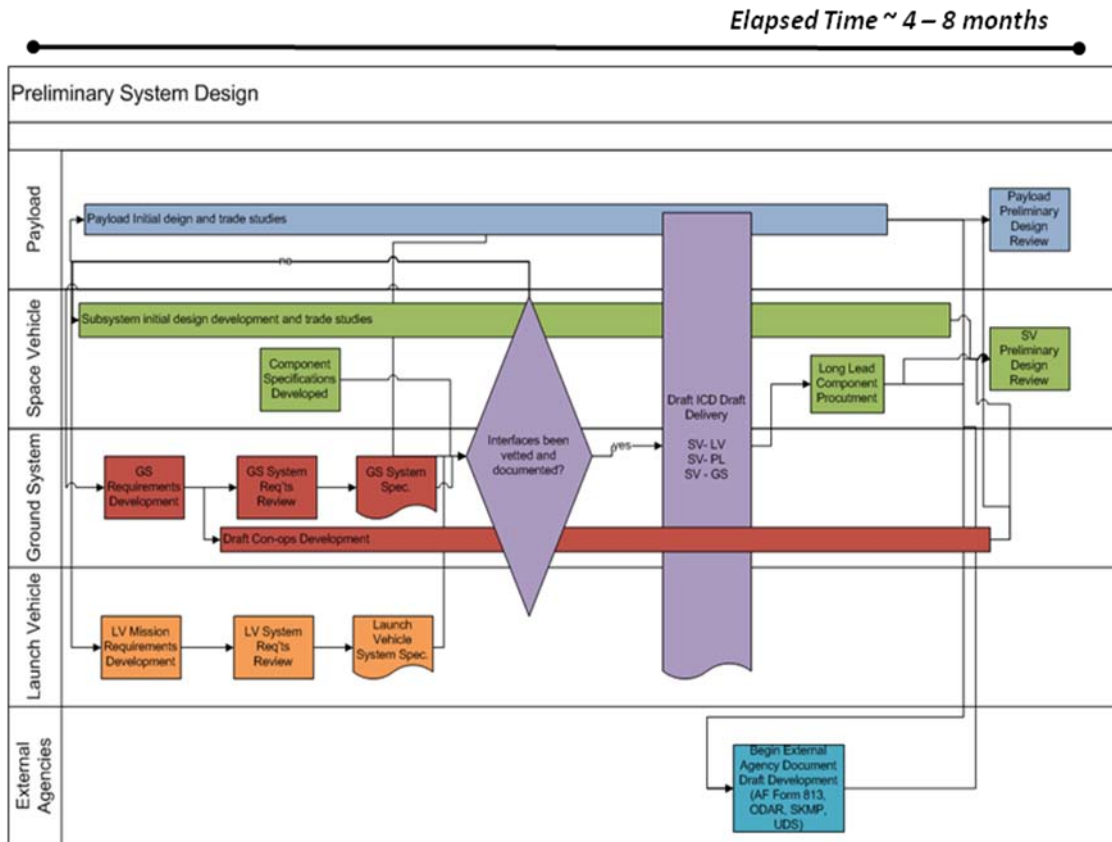 Elapsed Time ~ 4 – 8 months
Preliminary System Design
Payload
Payload Initial deign and trade studies
Payload
Preliminary
Design
Review
no
Space Vehicle
Subsystem initial design development and trade studies
Component
Specifications
Developed
Long Lead
Component
Procutment
SV
Preliminary
Design
Review
Interfaces been
vetted and
documented?
yes
Draft ICD Draft
Delivery
SV- LV
SV- PL
SV - GS
Ground System
GS
Requirements
Development
GS System
Req'ts
Review
GS System
Spec.
Draft Con-ops Development
Launch Vehicle
LV Mission
Requirements
Development
LV System
Req'ts
Review
Launch
Vehicle
System Spec.
External
Agencies
Begin External
Agency Document
Draft Development
(AF Form 813,
ODAR, SKMP,
UDS)